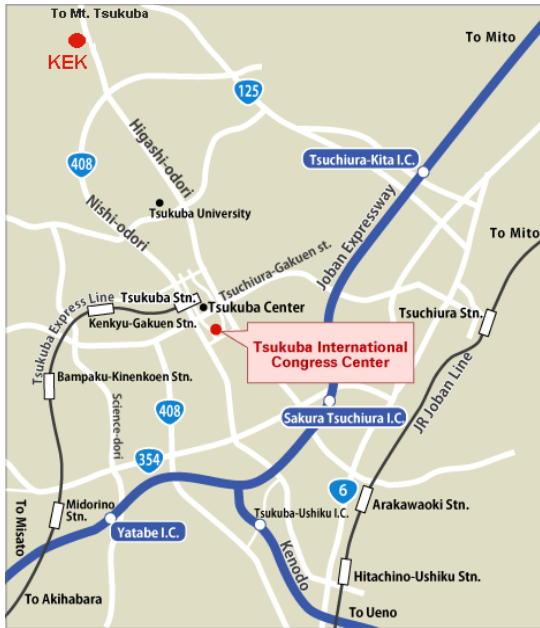 To Mt. Tsukuba
KEK
To Mito
125
Higashi-odori
408
Tsuchiura-Kita I.C.
Nishi-odori
Tsukuba University
Joban Expressway
To Mito
Tsuchiura-Gakuen st.
Tsukuba Stn.
Tsukuba Center
Tsukuba Express Line
Kenkyu-Gakuen Stn.
Tsuchiura Stn.
Tsukuba International
Congress Center
Bampaku-Kinenkoen Stn.
JR Joban Line
Science-dori
408
Sakura Tsuchiura I.C.
354
6
Midorino
Stn.
Arakawaoki Stn.
Tsukuba-Ushiku I.C.
To Misato
Yatabe I.C.
Kenodo
Hitachino-Ushiku Stn.
To Akihabara
To Ueno